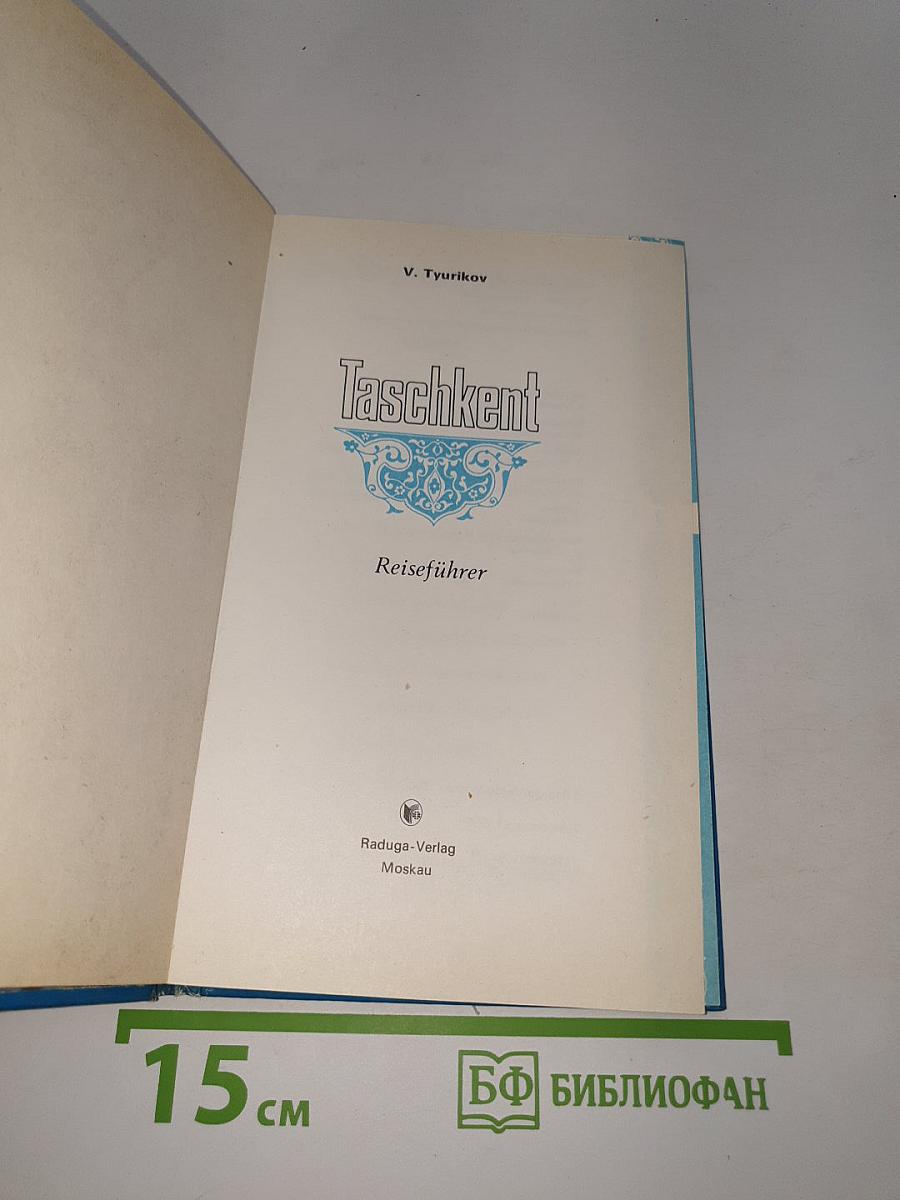 V. Tyurikov
Taschkent
Reiseführer
Raduga-Verlag
Moskau
15 см
БФ БИБЛИОФАН